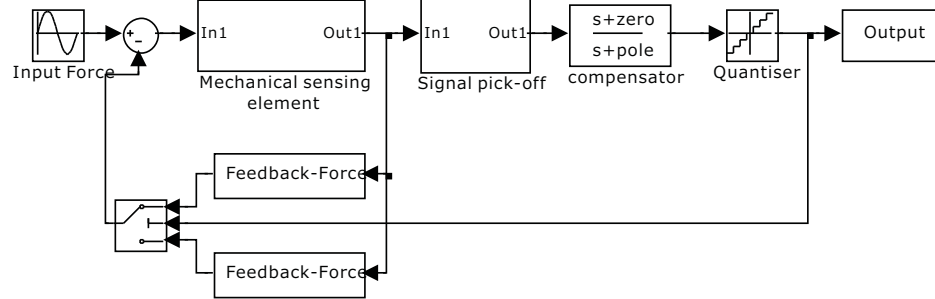 Input Force
+
−
In1
Out1
Mechanical sensing
element
In1
Out1
Signal pick-off
s+zero
s+pole
compensator
Quantiser
Output
Feedback-Force
Feedback-Force